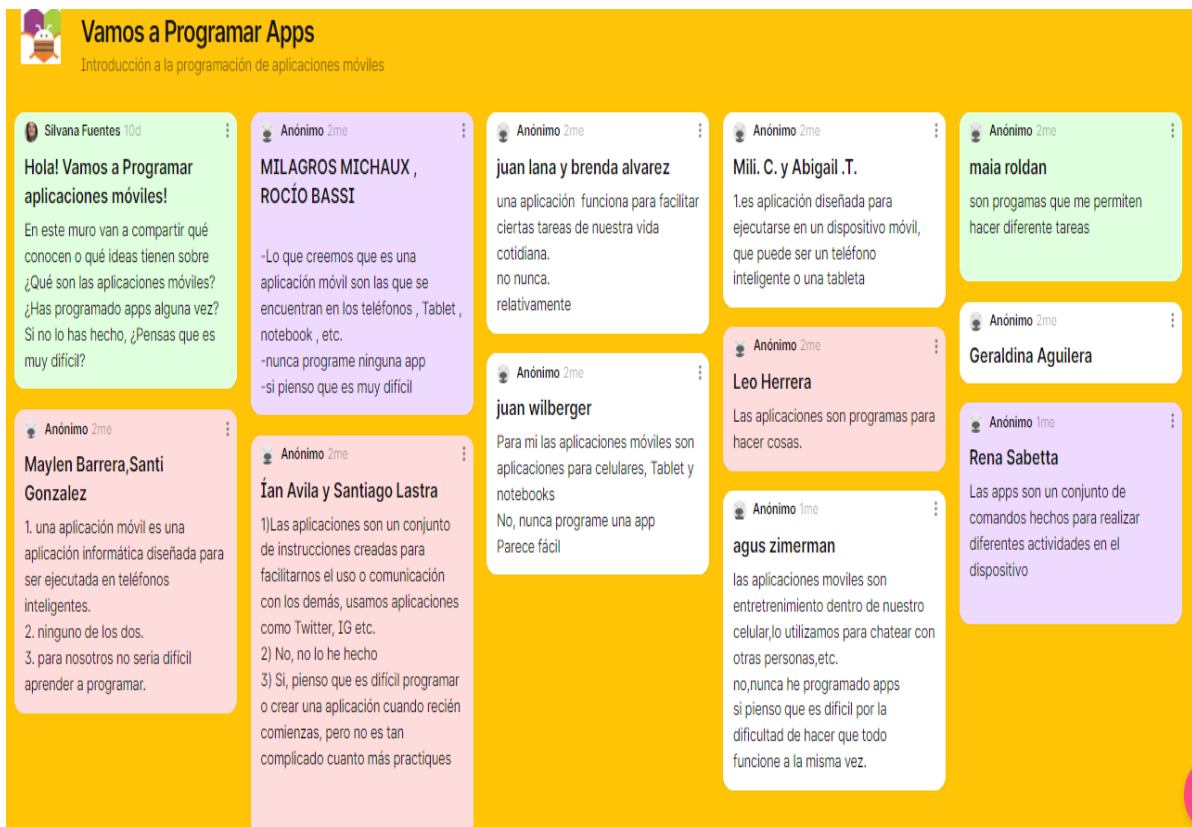 Vamos a Programar Apps
Introducción a la programación de aplicaciones móviles
Silvana Fuentes 10d
Hola! Vamos a Programar
aplicaciones móviles!
En este muro van a compartir qué
conocen o qué ideas tienen sobre
¿Qué son las aplicaciones móviles?
¿Has programado apps alguna vez?
Si no lo has hecho, ¿Pensas que es
muy difícil?
Anónimo 2me
Maylen Barrera,Santi
Gonzalez
1. una aplicación móvil es una
aplicación informática diseñada para
ser ejecutada en teléfonos
inteligentes.
2. ninguno de los dos.
3. para nosotros no seria difícil
aprender a programar.
Anónimo 2me
MILAGROS MICHAUX ,
ROCÍO BASSI
-Lo que creemos que es una
aplicación móvil son las que se
encuentran en los teléfonos , Tablet ,
notebook , etc.
-nunca programe ninguna app
-si pienso que es muy difícil
Anónimo 2me
Ían Avila y Santiago Lastra
1)Las aplicaciones son un conjunto
de instrucciones creadas para
facilitarnos el uso o comunicación
con los demás, usamos aplicaciones
como Twitter, IG etc.
2) No, no lo he hecho
3) Si, pienso que es difícil programar
o crear una aplicación cuando recién
comienzas, pero no es tan
complicado cuanto más practiques
Anónimo 2me
juan lana y brenda alvarez
una aplicación funciona para facilitar
ciertas tareas de nuestra vida
cotidiana.
no nunca.
relativamente
Anónimo 2me
juan wilberger
Para mi las aplicaciones móviles son
aplicaciones para celulares, Tablet y
notebooks
No, nunca programe una app
Parece fácil
Anónimo 2me
Mili. C. y Abigail .T.
1.es aplicación diseñada para
ejecutarse en un dispositivo móvil,
que puede ser un teléfono
inteligente o una tableta
Anónimo 2me
Leo Herrera
Las aplicaciones son programas para
hacer cosas.
Anónimo 1me
agus zimerman
las aplicaciones moviles son
entretrenimiento dentro de nuestro
celular,lo utilizamos para chatear con
otras personas,etc.
no,nunca he programado apps
si pienso que es dificil por la
dificultad de hacer que todo
funcione a la misma vez.
Anónimo 2me
maia roldan
son progamas que me permiten
hacer diferente tareas
Anónimo 2me
Geraldina Aguilera
Anónimo 1me
Rena Sabetta
Las apps son un conjunto de
comandos hechos para realizar
diferentes actividades en el
dispositivo